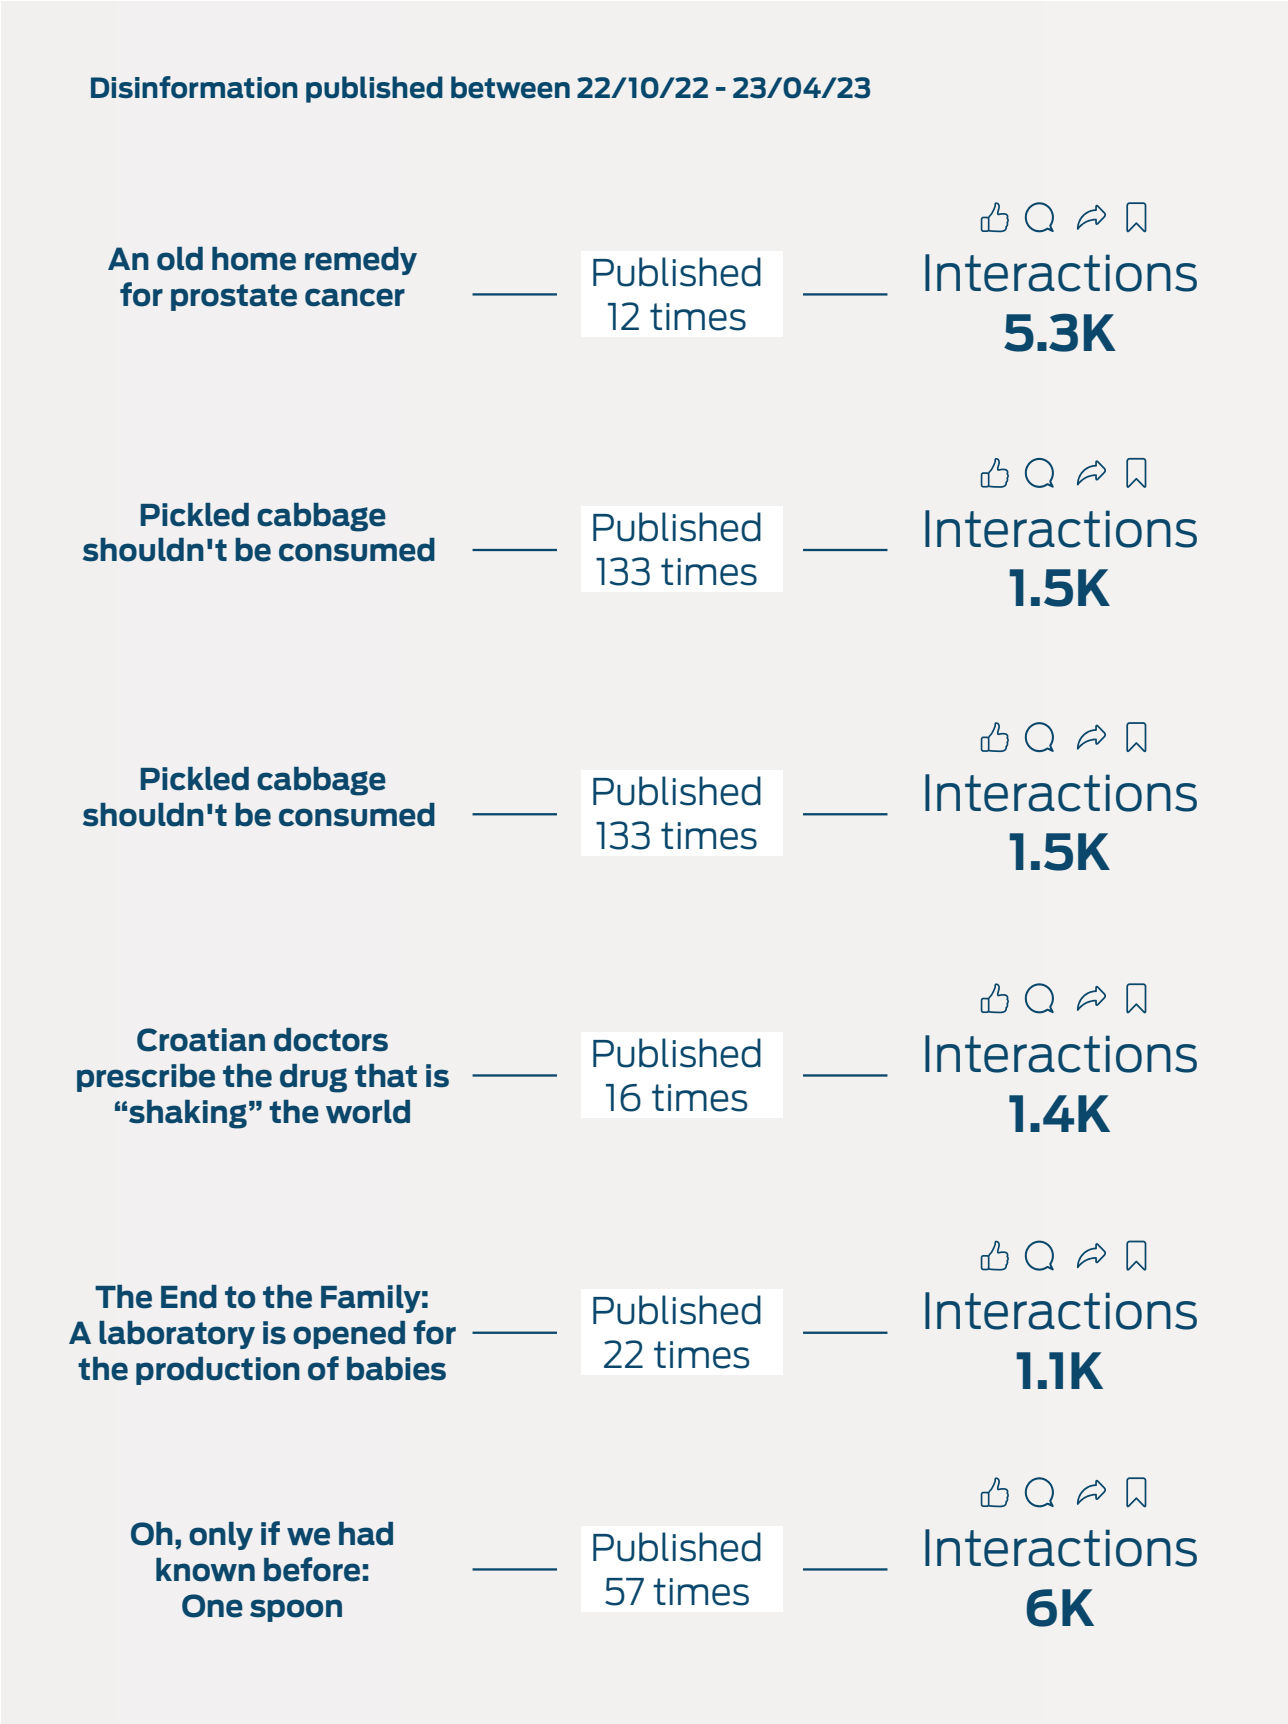 Disinformation published between 22/10/22 - 23/04/23
An old home remedy
for prostate cancer
Published
12 times
Interactions
5.3K
Pickled cabbage
shouldn't be consumed
Published
133 times
Interactions
1.5K
Pickled cabbage
shouldn't be consumed
Published
133 times
Interactions
1.5K
Croatian doctors
prescribe the drug that is
“shaking” the world
Published
16 times
Interactions
1.4K
The End to the Family:
A laboratory is opened for
the production of babies
Published
22 times
Interactions
1.1K
Oh, only if we had
known before:
One spoon
Published
57 times
Interactions
6K